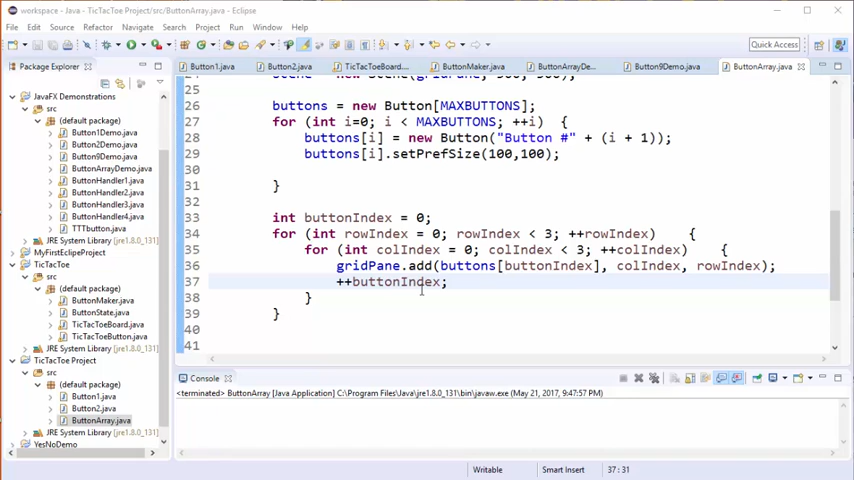 workspace - Java - TicTacToe Project/src/ButtonArray.java - Eclipse
File Edit Source Refactor Navigate Search Project Run Window Help
Quick Access
Package Explorer
Button1.java Button2.java TicTacToeBoard.... ButtonMaker.java ButtonArrayDe... Button9Demo.java ButtonArray.java
JavaFX Demonstrations
src
(default package)
Button1Demo.java
Button2Demo.java
Button9Demo.java
ButtonArrayDemo.java
ButtonHandler1.java
ButtonHandler2.java
ButtonHandler3.java
ButtonHandler4.java
TTTbutton.java
JRE System Library [jre1.8.0_131]
MyFirstEclipeProject
TicTacToe
src
(default package)
ButtonMaker.java
ButtonState.java
TicTacToeBoard.java
TicTacToeButton.java
JRE System Library [jre1.8.0_131]
TicTacToe Project
src
(default package)
Button1.java
Button2.java
ButtonArray.java
JRE System Library [jre1.8.0_131]
YesNoDemo
25
26 buttons = new Button[MAXBUTTONS];
27 for (int i=0; i < MAXBUTTONS; ++i) {
28 buttons[i] = new Button("Button #" + (i + 1));
29 buttons[i].setPrefSize(100,100);
30
31 }
32
33 int buttonIndex = 0;
34 for (int rowIndex = 0; rowIndex < 3; ++rowIndex) {
35 for (int colIndex = 0; colIndex < 3; ++colIndex) {
36 gridPane.add(buttons[buttonIndex], colIndex, rowIndex);
37 ++buttonIndex;
38 }
39 }
40
41
Console
<terminated> ButtonArray [Java Application] C:\Program Files\Java\jre1.8.0_131\bin\javaw.exe (May 21, 2017, 9:47:57 PM)
Writable Smart Insert 37 : 31